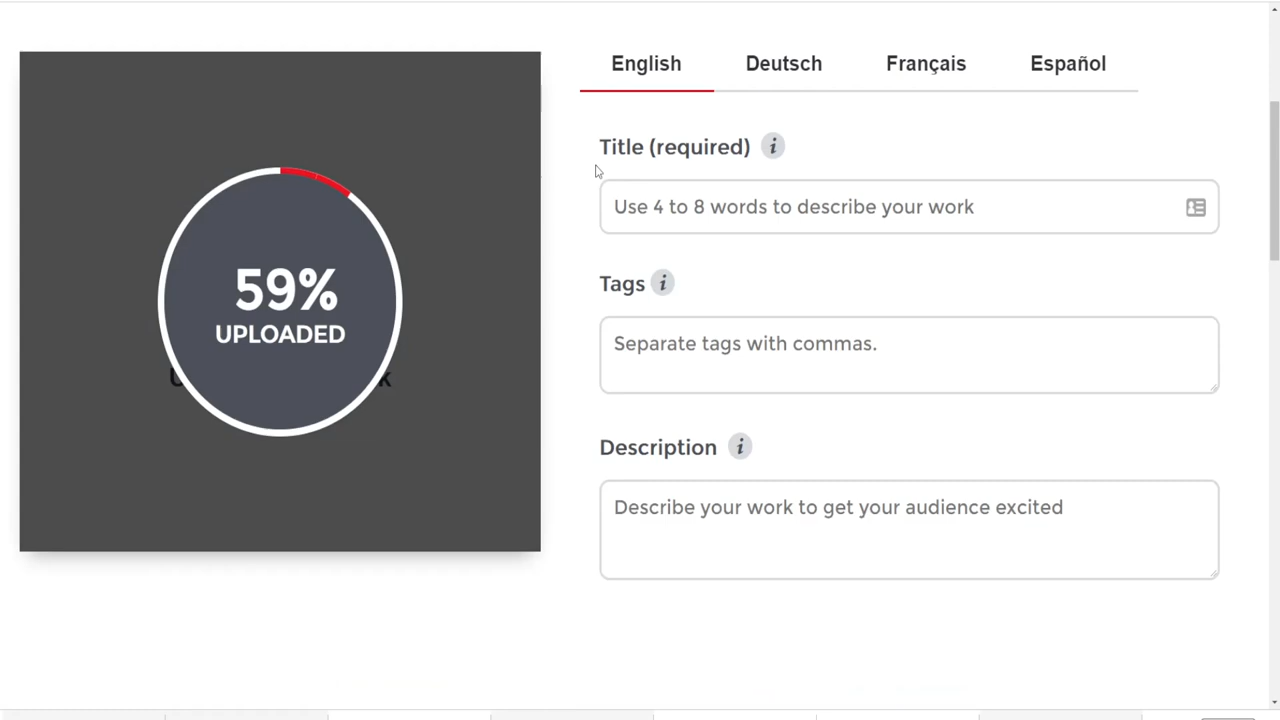 English Deutsch Français Español
Title (required) i
Use 4 to 8 words to describe your work
Tags i
Separate tags with commas.
Description i
Describe your work to get your audience excited
59%
UPLOADED